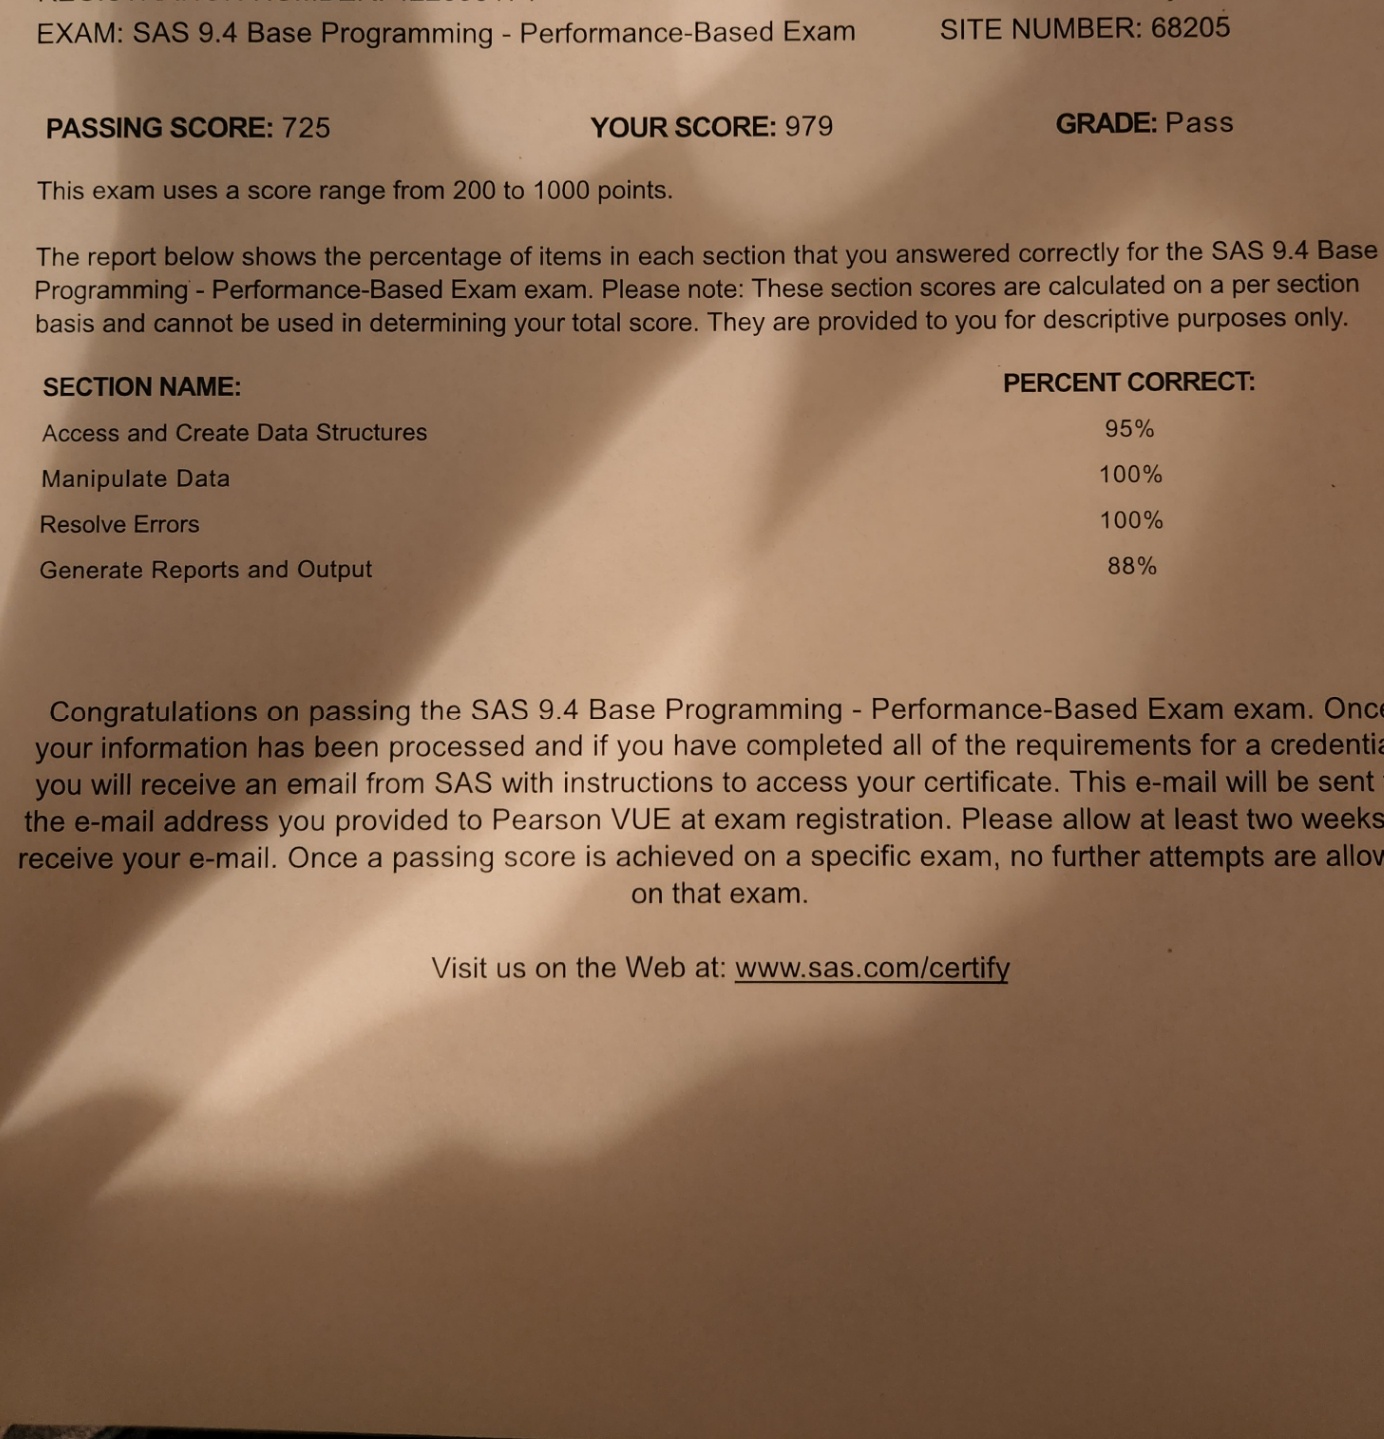 EXAM: SAS 9.4 Base Programming - Performance-Based Exam SITE NUMBER: 68205
PASSING SCORE: 725 YOUR SCORE: 979 GRADE: Pass
This exam uses a score range from 200 to 1000 points.
The report below shows the percentage of items in each section that you answered correctly for the SAS 9.4 Base
Programming - Performance-Based Exam exam. Please note: These section scores are calculated on a per section
basis and cannot be used in determining your total score. They are provided to you for descriptive purposes only.
SECTION NAME: PERCENT CORRECT:
Access and Create Data Structures 95%
Manipulate Data 100%
Resolve Errors 100%
Generate Reports and Output 88%
Congratulations on passing the SAS 9.4 Base Programming - Performance-Based Exam exam. Once
your information has been processed and if you have completed all of the requirements for a credentia
you will receive an email from SAS with instructions to access your certificate. This e-mail will be sent
the e-mail address you provided to Pearson VUE at exam registration. Please allow at least two weeks
receive your e-mail. Once a passing score is achieved on a specific exam, no further attempts are allow
on that exam.
Visit us on the Web at: www.sas.com/certify